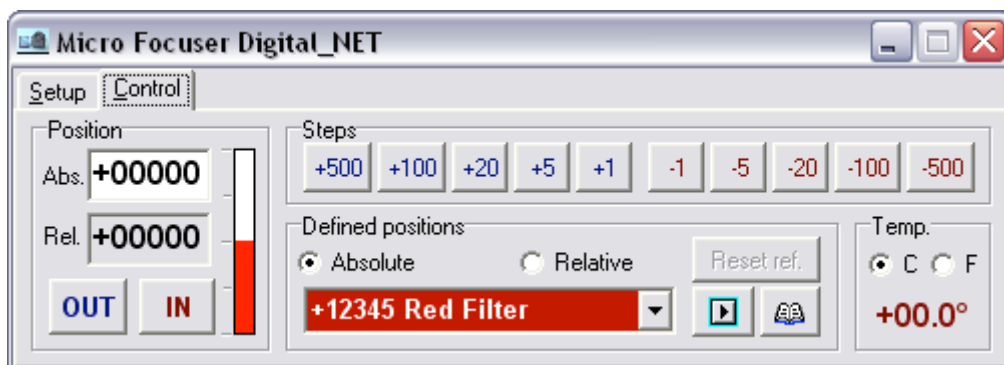 Micro Focuser Digital_NET
Setup Control
Position
Abs. +00000
Rel. +00000
OUT IN
Steps
+500 +100 +20 +5 +1 -1 -5 -20 -100 -500
Defined positions
Absolute Relative Reset ref.
+12345 Red Filter
Temp.
C F
+00.0°